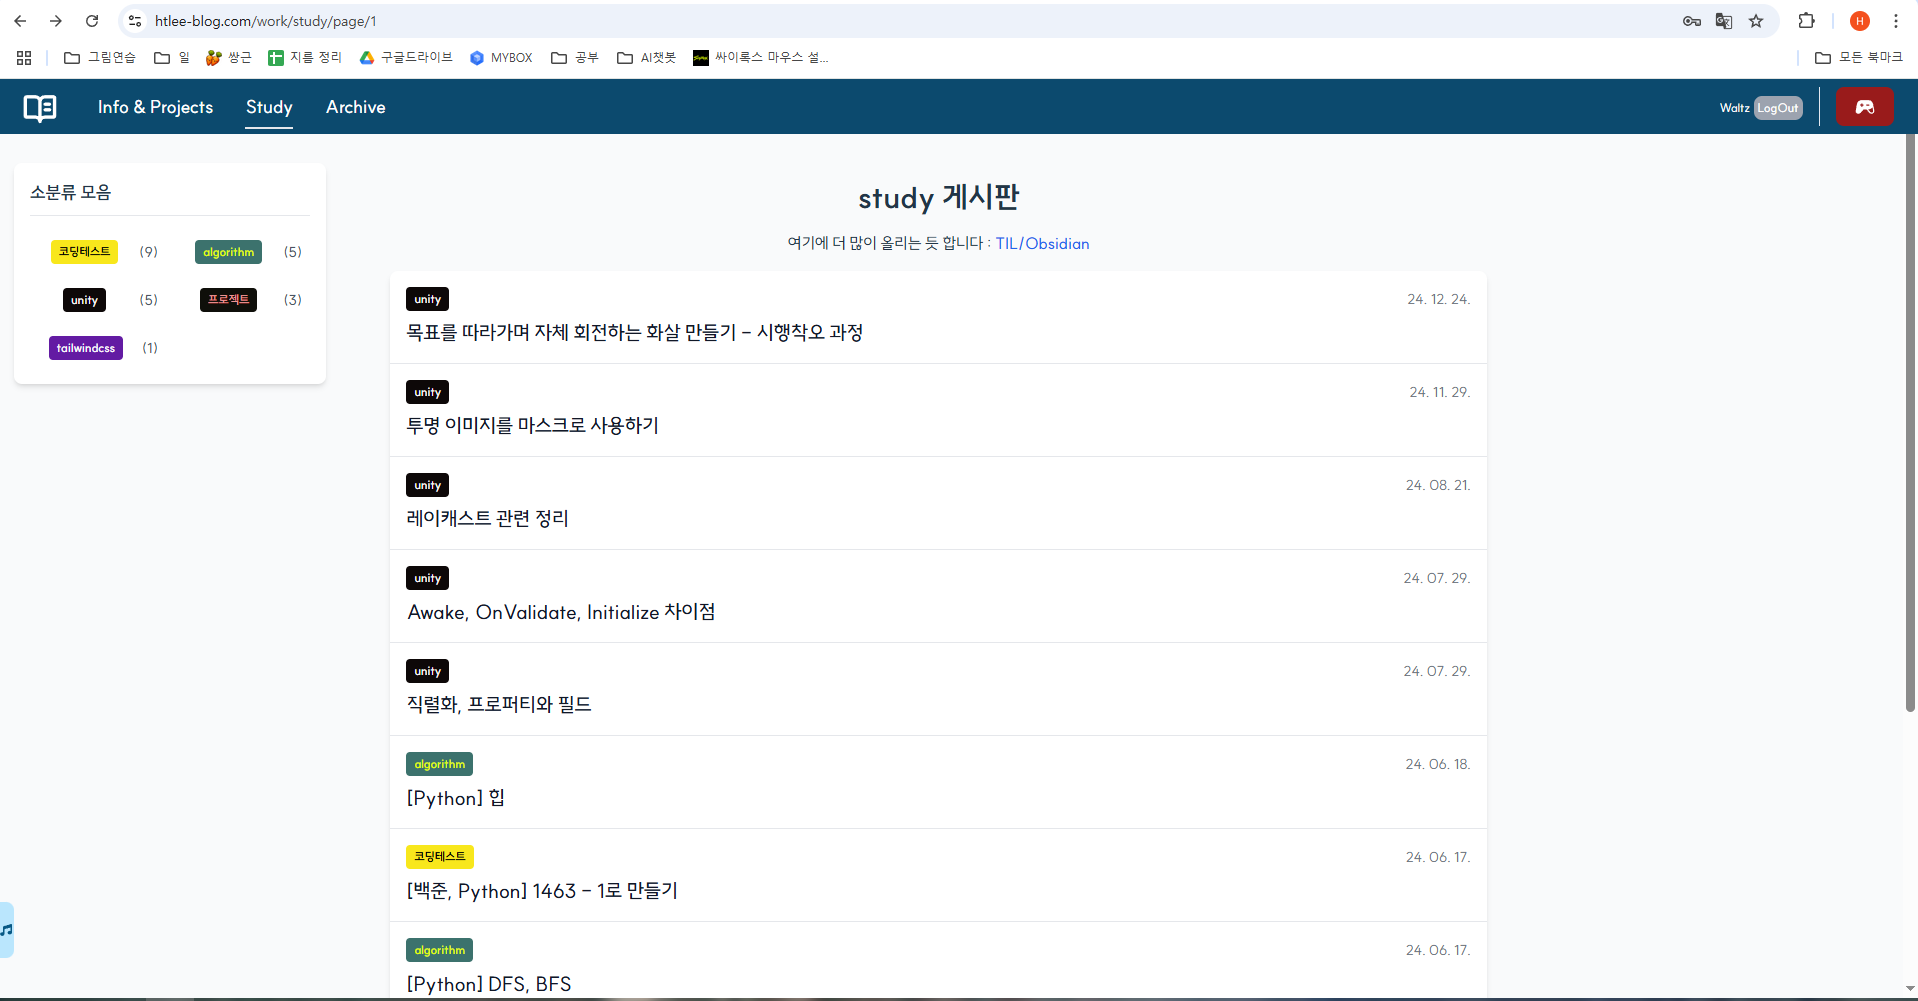 htlee-blog.com/work/study/page/1
H
그림연습 일 쌍근 지름 정리 구글드라이브 MYBOX 공부 AI챗봇 싸이록스 마우스 설... 모든 북마크
Info & Projects Study Archive Waltz LogOut
소분류 모음
코딩테스트 (9) algorithm (5)
unity (5) 프로젝트 (3)
tailwindcss (1)
study 게시판
여기에 더 많이 올리는 듯 합니다 : TIL/Obsidian
unity 24. 12. 24.
목표를 따라가며 자체 회전하는 화살 만들기 - 시행착오 과정
unity 24. 11. 29.
투명 이미지를 마스크로 사용하기
unity 24. 08. 21.
레이캐스트 관련 정리
unity 24. 07. 29.
Awake, OnValidate, Initialize 차이점
unity 24. 07. 29.
직렬화, 프로퍼티와 필드
algorithm 24. 06. 18.
[Python] 힙
코딩테스트 24. 06. 17.
[백준, Python] 1463 - 1로 만들기
algorithm 24. 06. 17.
[Python] DFS, BFS